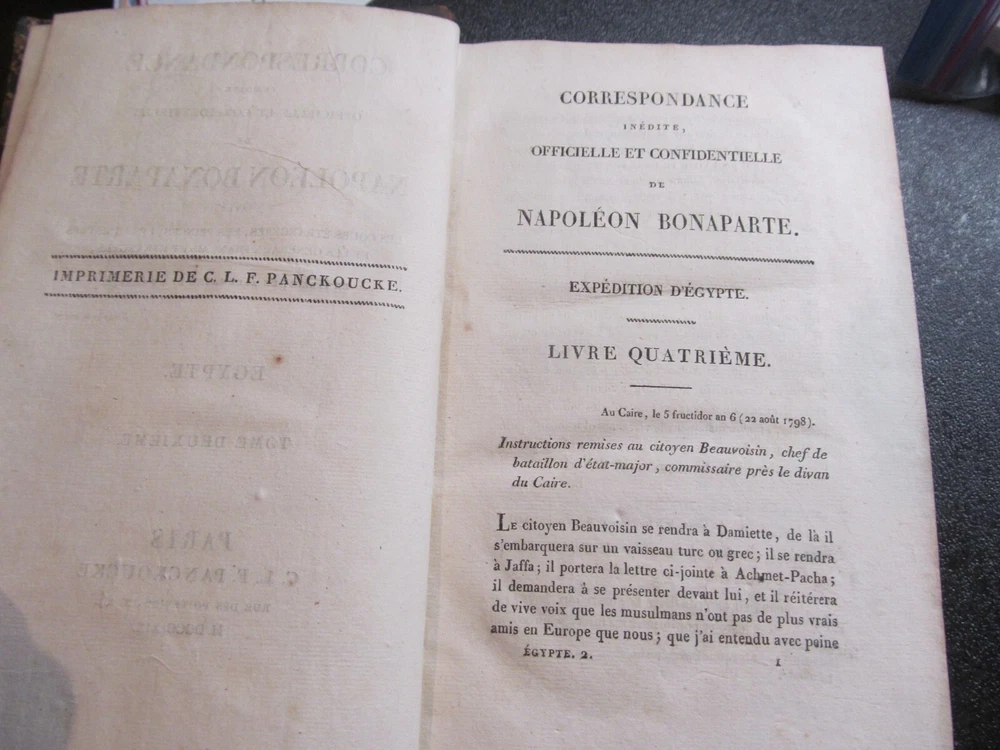 IMPRIMERIE DE C. L. F. PANCKOUCKE.
CORRESPONDANCE
INÉDITE,
OFFICIELLE ET CONFIDENTIELLE
DE
NAPOLÉON BONAPARTE.
EXPÉDITION D'ÉGYPTE.
LIVRE QUATRIÈME.
Au Caire, le 5 fructidor an 6 (22 août 1798).
Instructions remises au citoyen Beauvoisin, chef de
bataillon d'état-major, commissaire près le divan
du Caire.
LE citoyen Beauvoisin se rendra à Damiette, de là il
s'embarquera sur un vaisseau turc ou grec; il se rendra
à Jaffa; il portera la lettre ci-jointe à Achmet-Pacha;
il demandera à se présenter devant lui, et il réitérera
de vive voix que les musulmans n'ont pas de plus vrais
amis en Europe que nous; que j'ai entendu avec peine
ÉGYPTE. 2.
1